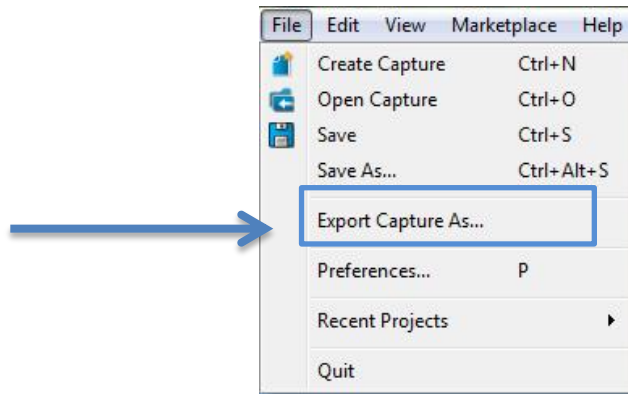 File Edit View Marketplace Help
Create Capture Ctrl+N
Open Capture Ctrl+O
Save Ctrl+S
Save As... Ctrl+Alt+S
Export Capture As...
Preferences... P
Recent Projects
Quit